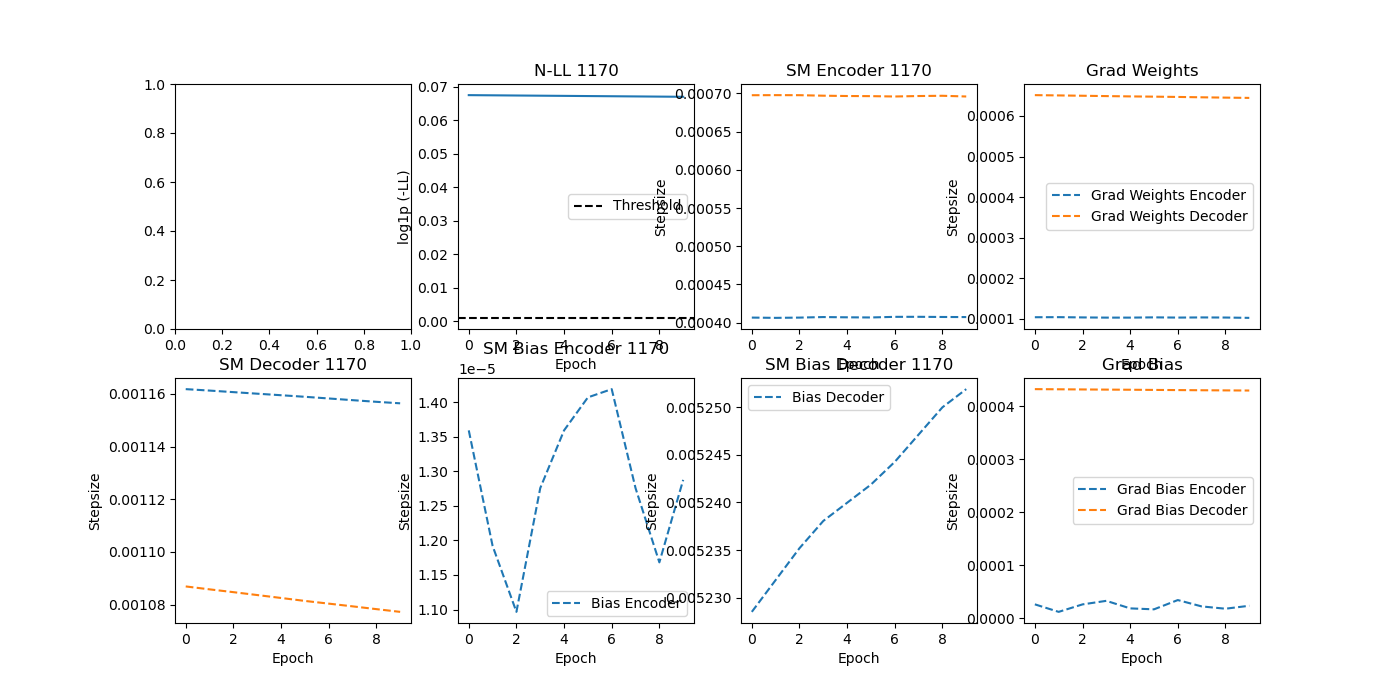 N-LL 1170
SM Encoder 1170
Grad Weights
1.0
0.8
0.6
0.4
0.2
0.0
0.0 0.2 0.4 0.6 0.8 1.0
log1p (-LL)
0.07
0.06
0.05
0.04
0.03
0.02
0.01
0.00
Threshold
0 2 4 6 8
Epoch
Stepsize
0.00070
0.00065
0.00060
0.00055
0.00050
0.00045
0.00040
0 2 4 6 8
Epoch
Stepsize
0.0006
0.0005
0.0004
0.0003
0.0002
0.0001
Grad Weights Encoder
Grad Weights Decoder
0 2 4 6 8
Epoch
SM Decoder 1170
SM Bias Encoder 1170
SM Bias Decoder 1170
Grad Bias
Stepsize
0.00116
0.00114
0.00112
0.00110
0.00108
0 2 4 6 8
Epoch
1e−5
Stepsize
1.40
1.35
1.30
1.25
1.20
1.15
1.10
Bias Encoder
0 2 4 6 8
Epoch
Stepsize
0.005250
0.005245
0.005240
0.005235
0.005230
Bias Decoder
0 2 4 6 8
Epoch
Stepsize
0.0004
0.0003
0.0002
0.0001
0.0000
Grad Bias Encoder
Grad Bias Decoder
0 2 4 6 8
Epoch